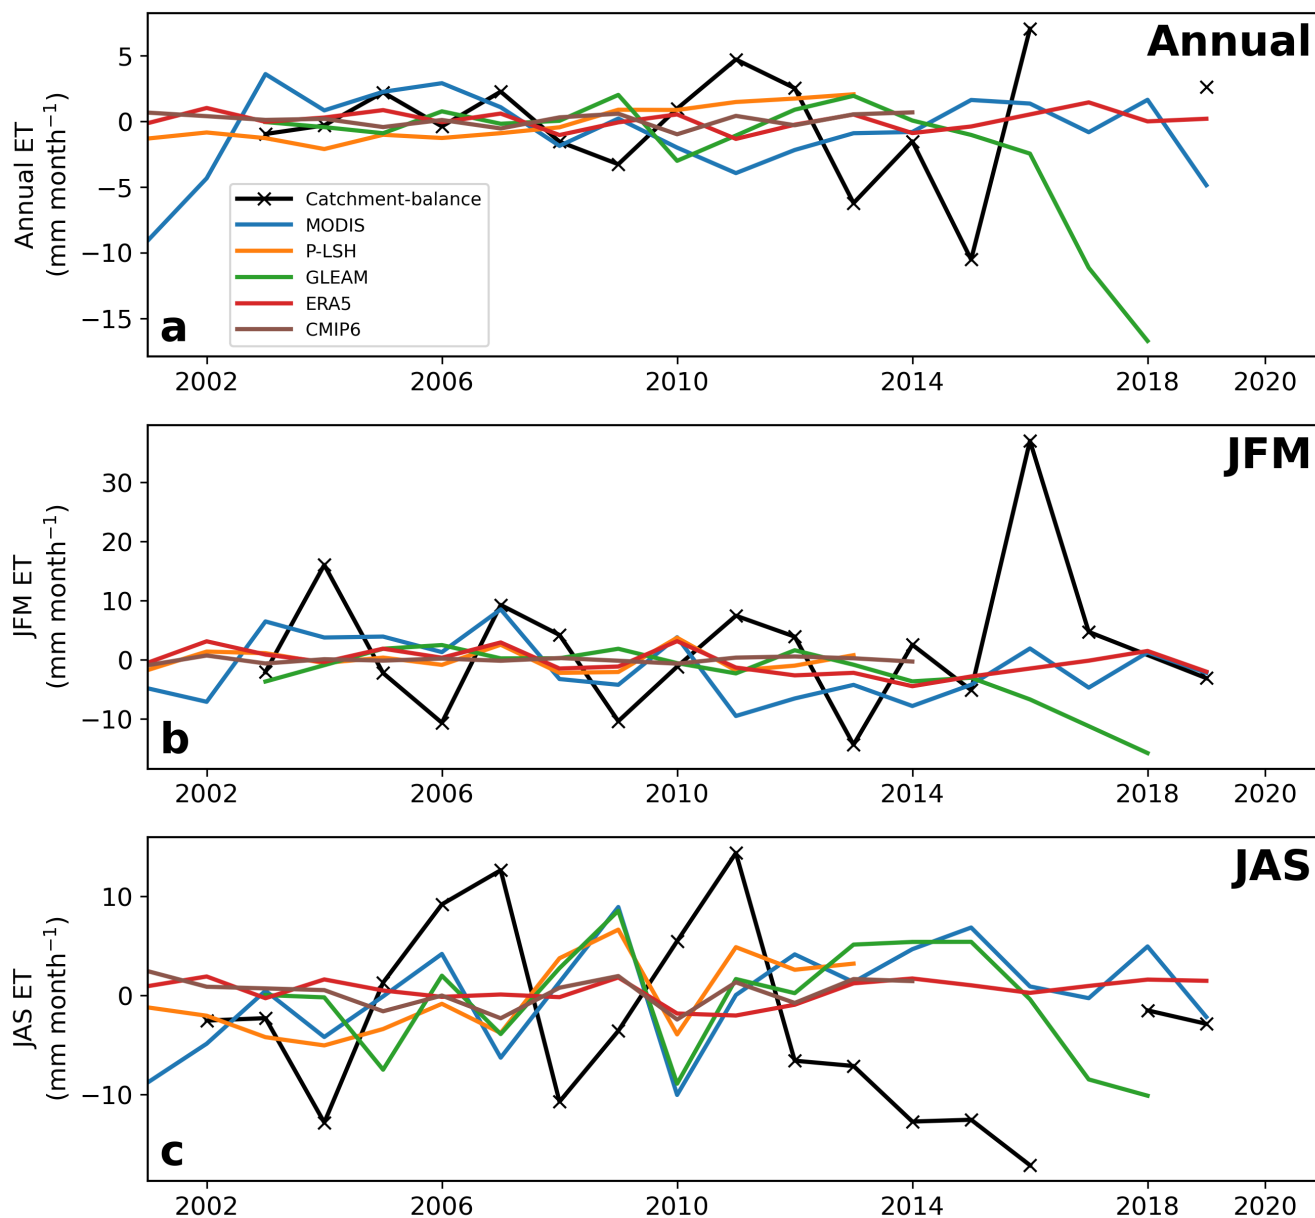 Annual
Annual ET
(mm month⁻¹)
5
0
−5
−10
−15
Catchment-balance
MODIS
P-LSH
GLEAM
ERA5
CMIP6
a
2002 2006 2010 2014 2018 2020
JFM
JFM ET
(mm month⁻¹)
30
20
10
0
−10
b
2002 2006 2010 2014 2018 2020
JAS
JAS ET
(mm month⁻¹)
10
0
−10
c
2002 2006 2010 2014 2018 2020